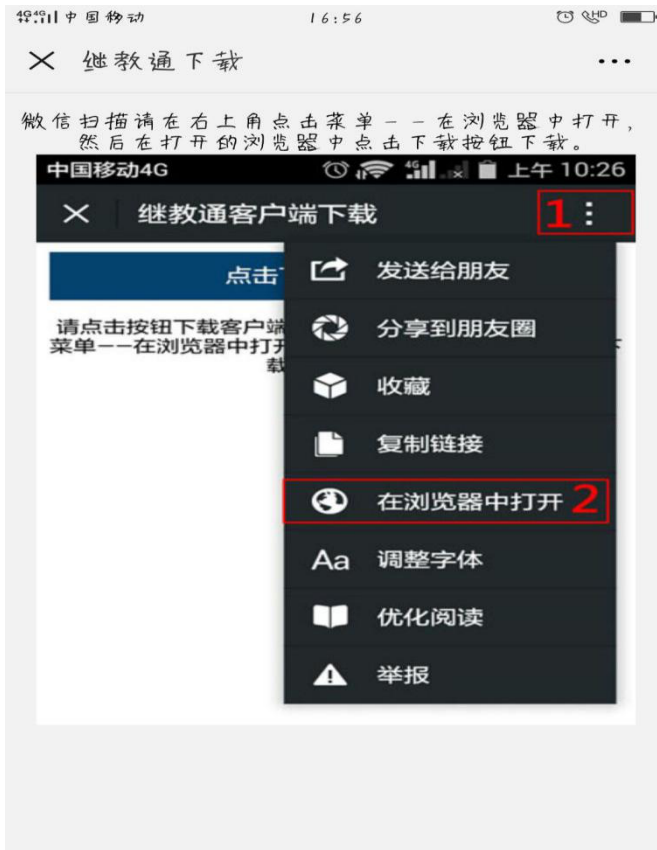 4G 4G 中国移动 16:56 HD
继教通下载
微信扫描请在右上角点击菜单--在浏览器中打开,
然后在打开的浏览器中点击下载按钮下载。
中国移动4G 4G 上午 10:26
继教通客户端下载 1
点击
发送给朋友
请点击按钮下载客户端
分享到朋友圈
菜单--在浏览器中打开
载
收藏
复制链接
在浏览器中打开 2
Aa 调整字体
优化阅读
举报